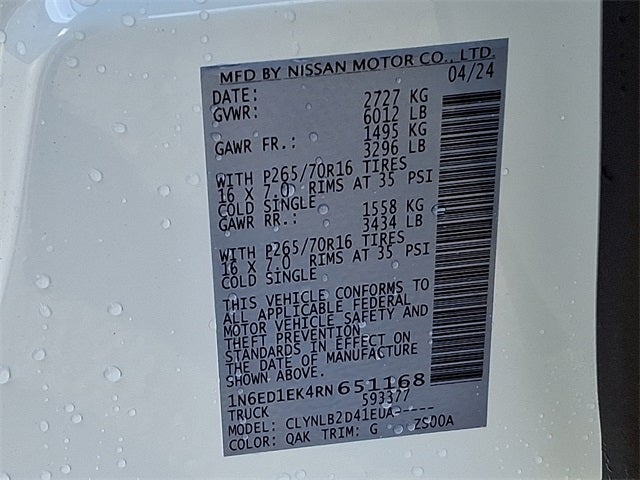 MFD BY NISSAN MOTOR CO., LTD.
DATE: 04/24
GVWR: 2727 KG
6012 LB
GAWR FR.: 1495 KG
3296 LB
WITH P265/70R16 TIRES
16 X 7.0 RIMS AT 35 PSI
COLD SINGLE
GAWR RR.: 1558 KG
3434 LB
WITH P265/70R16 TIRES
16 X 7.0 RIMS AT 35 PSI
COLD SINGLE
THIS VEHICLE CONFORMS TO
ALL APPLICABLE FEDERAL
MOTOR VEHICLE SAFETY AND
THEFT PREVENTION
STANDARDS IN EFFECT ON
THE DATE OF MANUFACTURE
SHOWN ABOVE.
1N6ED1EK4RN651168
TRUCK 593377
MODEL: CLYNLB2D41EUA-----
COLOR: QAK TRIM: G ZS00A